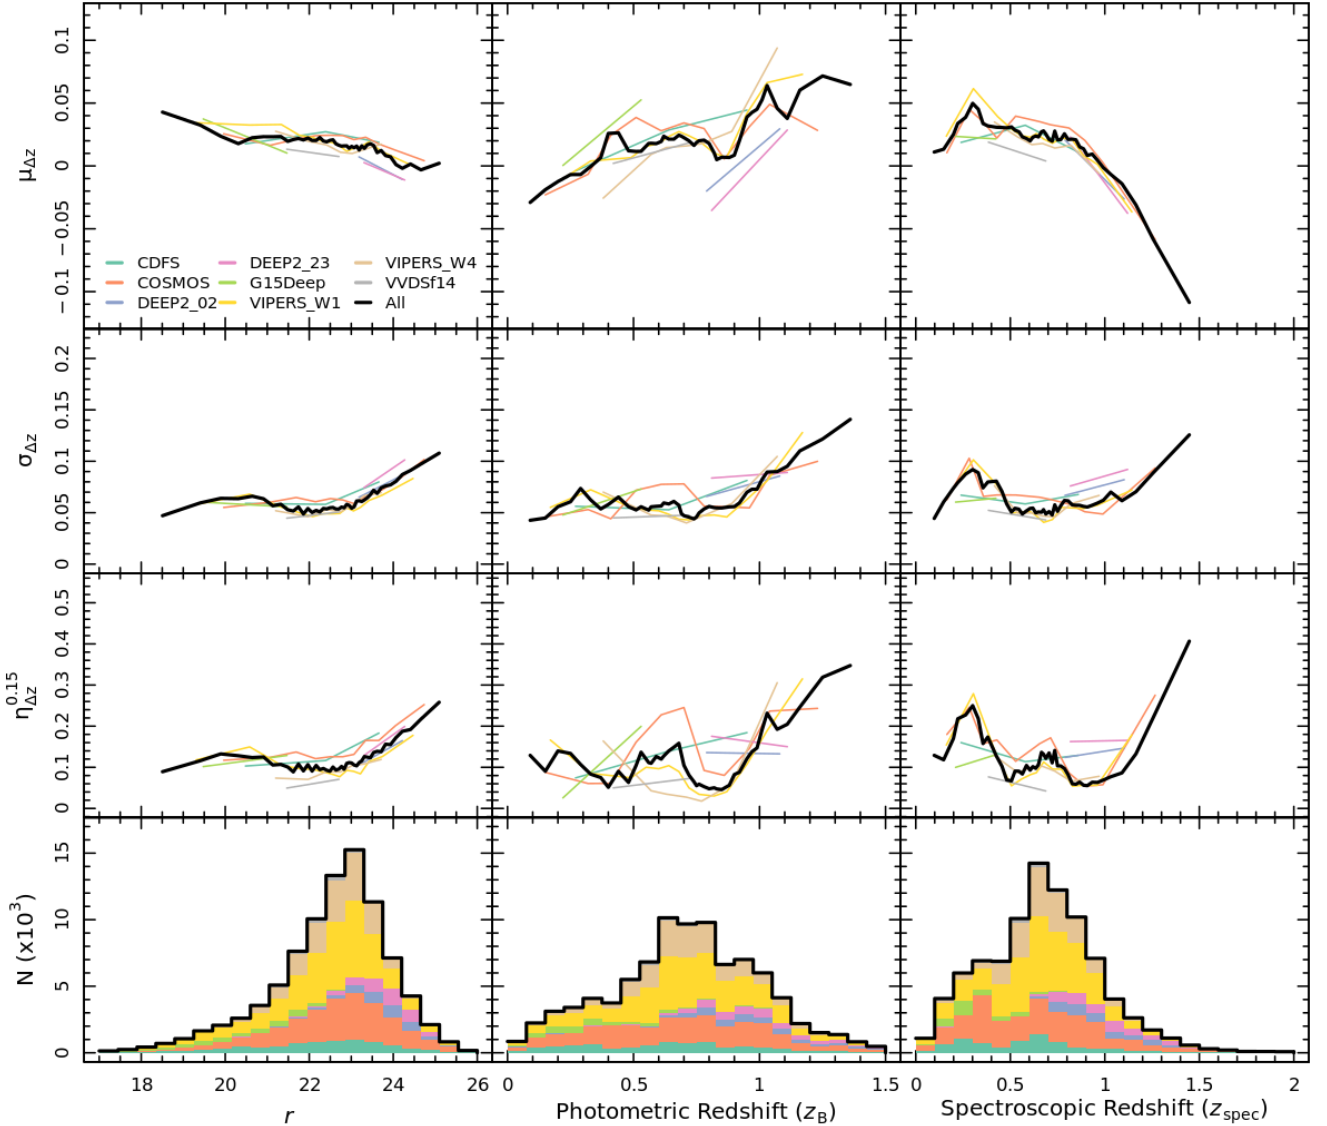 μΔz
0.1
0.05
0
−0.05
−0.1
CDFS
COSMOS
DEEP2_02
DEEP2_23
G15Deep
VIPERS_W1
VIPERS_W4
VVDSf14
All
σΔz
0.2
0.15
0.1
0.05
0
η0.15Δz
0.5
0.4
0.3
0.2
0.1
0
N (x10³)
15
10
5
0
18 20 22 24 26
r
0 0.5 1 1.5
Photometric Redshift (zB)
0 0.5 1 1.5 2
Spectroscopic Redshift (zspec)